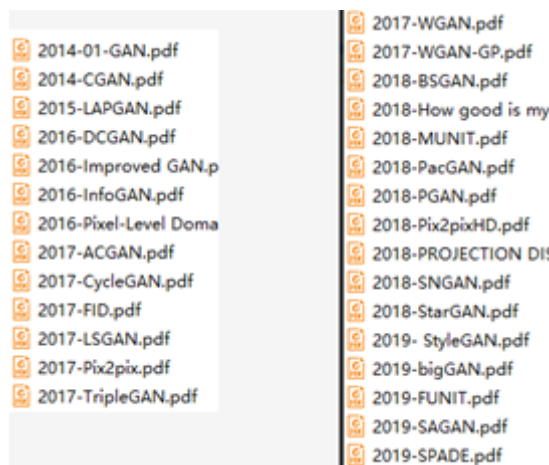 2014-01-GAN.pdf
2014-CGAN.pdf
2015-LAPGAN.pdf
2016-DCGAN.pdf
2016-Improved GAN.p
2016-InfoGAN.pdf
2016-Pixel-Level Doma
2017-ACGAN.pdf
2017-CycleGAN.pdf
2017-FID.pdf
2017-LSGAN.pdf
2017-Pix2pix.pdf
2017-TripleGAN.pdf
2017-WGAN.pdf
2017-WGAN-GP.pdf
2018-BSGAN.pdf
2018-How good is my
2018-MUNIT.pdf
2018-PacGAN.pdf
2018-PGAN.pdf
2018-Pix2pixHD.pdf
2018-PROJECTION DIS
2018-SNGAN.pdf
2018-StarGAN.pdf
2019- StyleGAN.pdf
2019-bigGAN.pdf
2019-FUNIT.pdf
2019-SAGAN.pdf
2019-SPADE.pdf